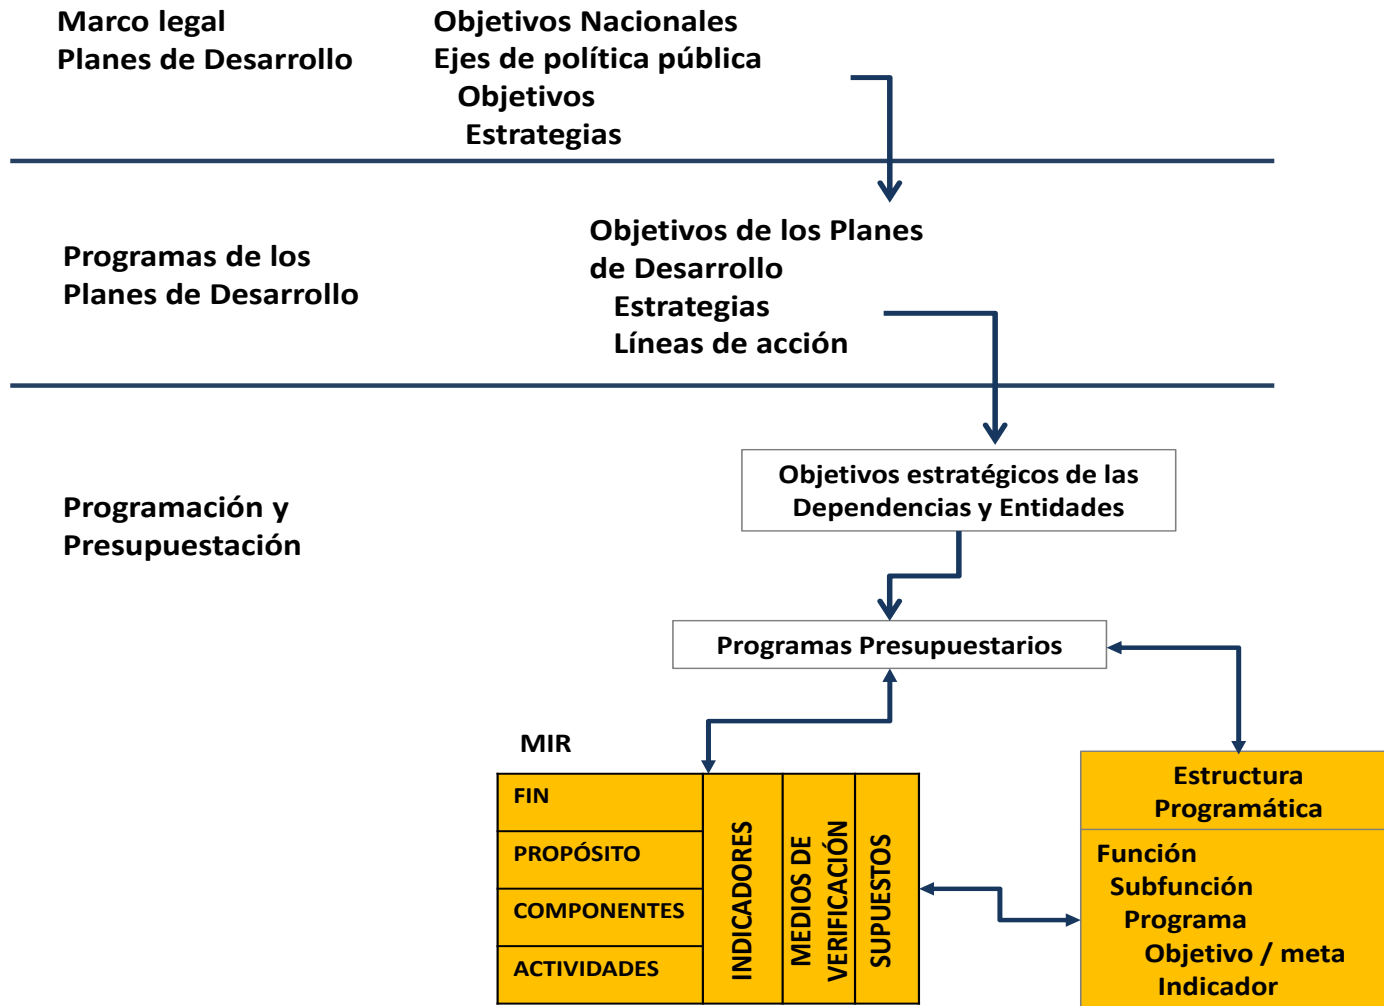 Marco legal
Planes de Desarrollo
Objetivos Nacionales
Ejes de política pública
Objetivos
Estrategias
Programas de los
Planes de Desarrollo
Objetivos de los Planes
de Desarrollo
Estrategias
Líneas de acción
Programación y
Presupuestación
Objetivos estratégicos de las
Dependencias y Entidades
Programas Presupuestarios
MIR
FIN
PROPÓSITO
COMPONENTES
ACTIVIDADES
INDICADORES
MEDIOS DE
VERIFICACIÓN
SUPUESTOS
Estructura
Programática
Función
Subfunción
Programa
Objetivo / meta
Indicador